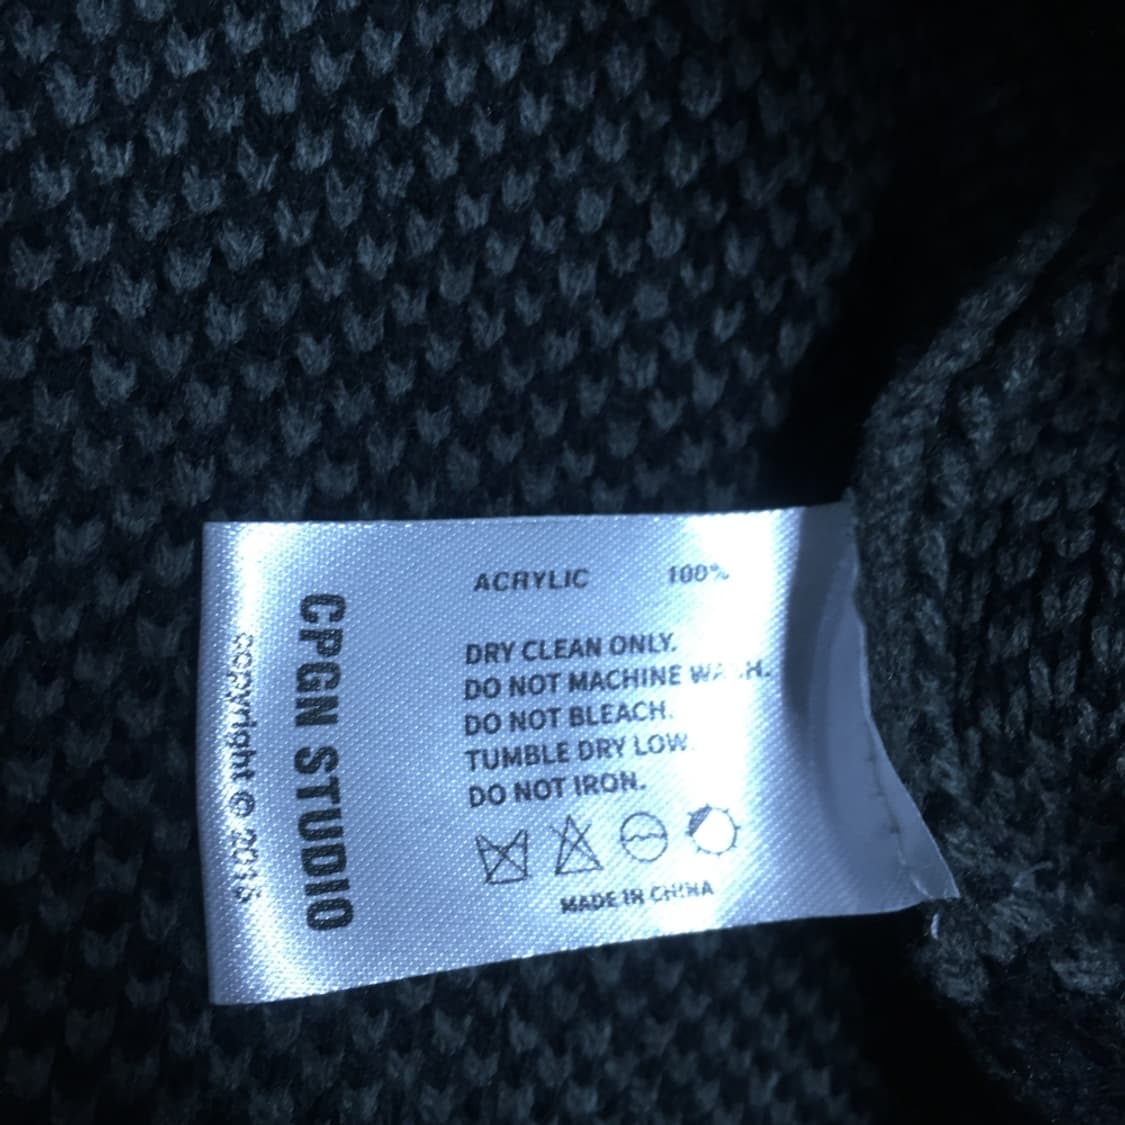 ACRYLIC 100%
DRY CLEAN ONLY.
DO NOT MACHINE WASH.
DO NOT BLEACH.
TUMBLE DRY LOW.
DO NOT IRON.
MADE IN CHINA
CPGN STUDIO
copyright ©